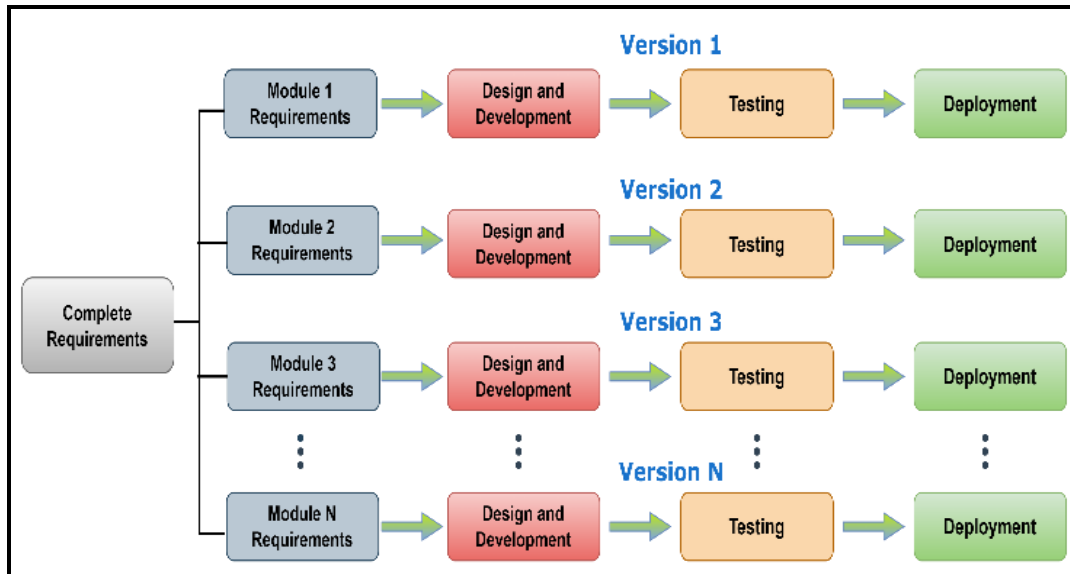 Version 1
Module 1
Requirements
Design and
Development
Testing
Deployment
Version 2
Module 2
Requirements
Design and
Development
Testing
Deployment
Complete
Requirements
Version 3
Module 3
Requirements
Design and
Development
Testing
Deployment
Version N
Module N
Requirements
Design and
Development
Testing
Deployment